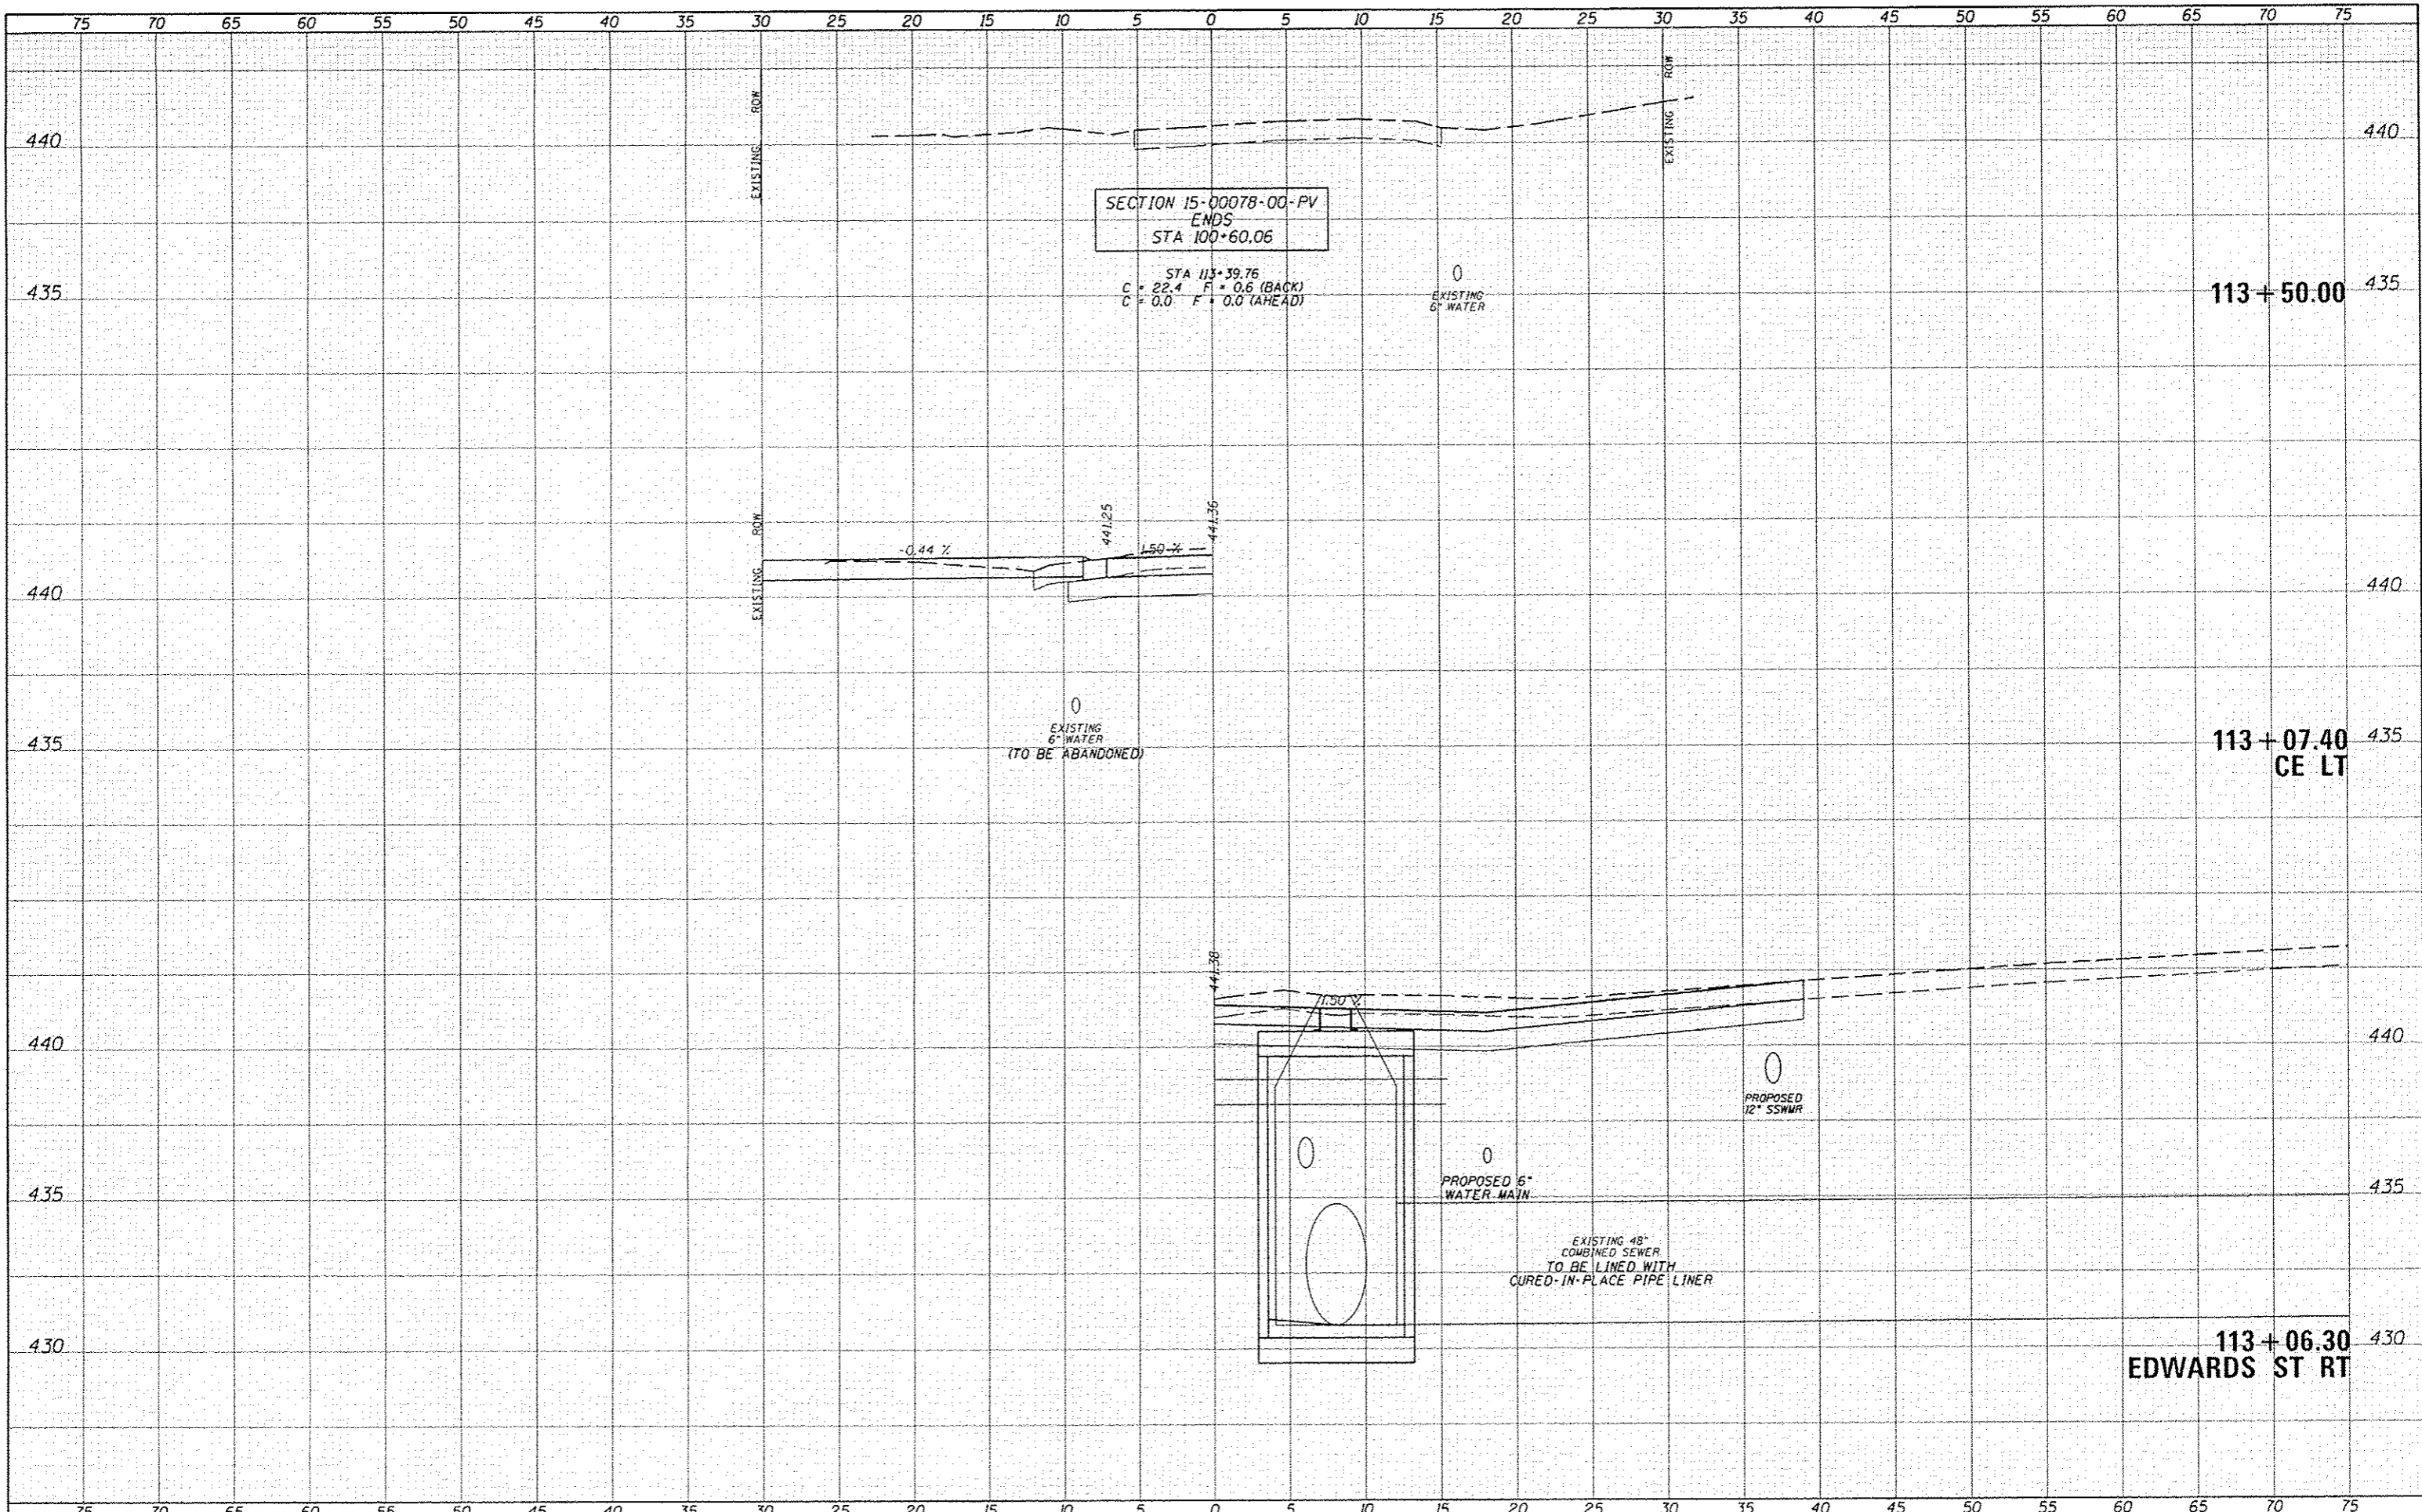 75 70 65 60 55 50 45 40 35 30 25 20 15 10 5 0 5 10 15 20 25 30 35 40 45 50 55 60 65 70 75
EXISTING ROW
EXISTING ROW
440 440
SECTION 15-00078-00-PV
ENDS
STA 100+60.06
STA 113+39.76
C = 22.4 F = 0.6 (BACK)
C = 0.0 F = 0.0 (AHEAD)
EXISTING
6" WATER
435 435
113+50.00
EXISTING ROW
-0.44 %
441.25
1.50 %
441.36
440 440
EXISTING
6" WATER
(TO BE ABANDONED)
435 435
113+07.40
CE LT
441.38
1.50 %
440 440
PROPOSED
12" SSWMR
PROPOSED 6"
WATER MAIN
435 435
EXISTING 48"
COMBINED SEWER
TO BE LINED WITH
CURED-IN-PLACE PIPE LINER
430 430
113+06.30
EDWARDS ST RT
75 70 65 60 55 50 45 40 35 30 25 20 15 10 5 0 5 10 15 20 25 30 35 40 45 50 55 60 65 70 75